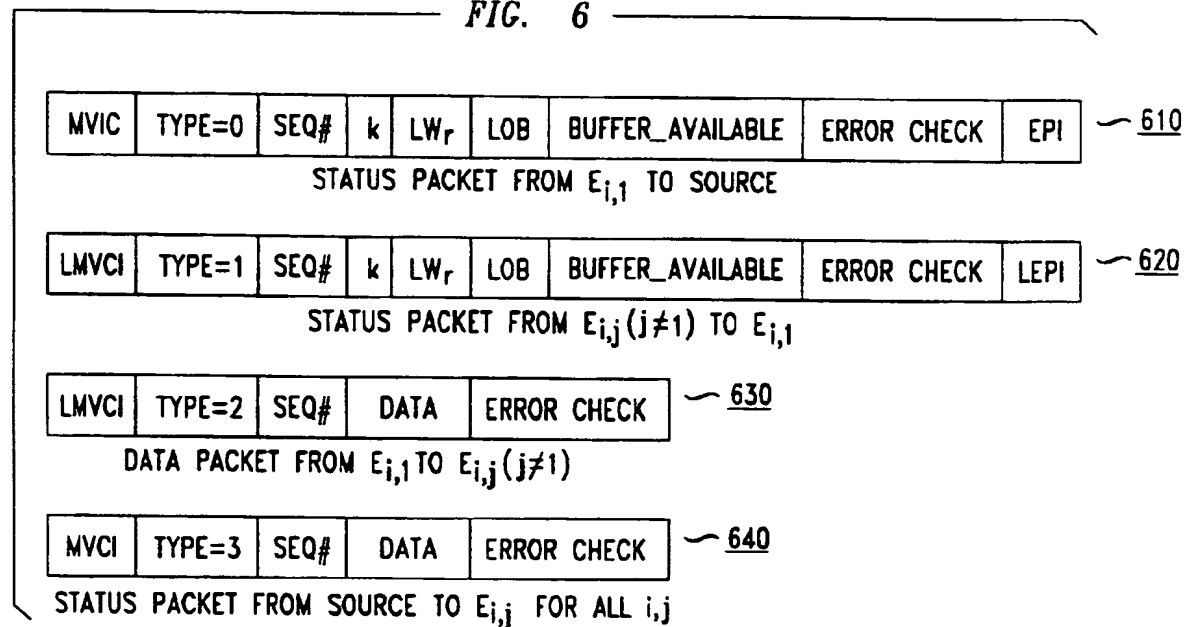 FIG. 6
MVIC TYPE=0 SEQ# k LWr LOB BUFFER_AVAILABLE ERROR CHECK EPI 610
STATUS PACKET FROM Ei,1 TO SOURCE
LMVCI TYPE=1 SEQ# k LWr LOB BUFFER_AVAILABLE ERROR CHECK LEPI 620
STATUS PACKET FROM Ei,j(j≠1) TO Ei,1
LMVCI TYPE=2 SEQ# DATA ERROR CHECK 630
DATA PACKET FROM Ei,1 TO Ei,j(j≠1)
MVCI TYPE=3 SEQ# DATA ERROR CHECK 640
STATUS PACKET FROM SOURCE TO Ei,j FOR ALL i,j